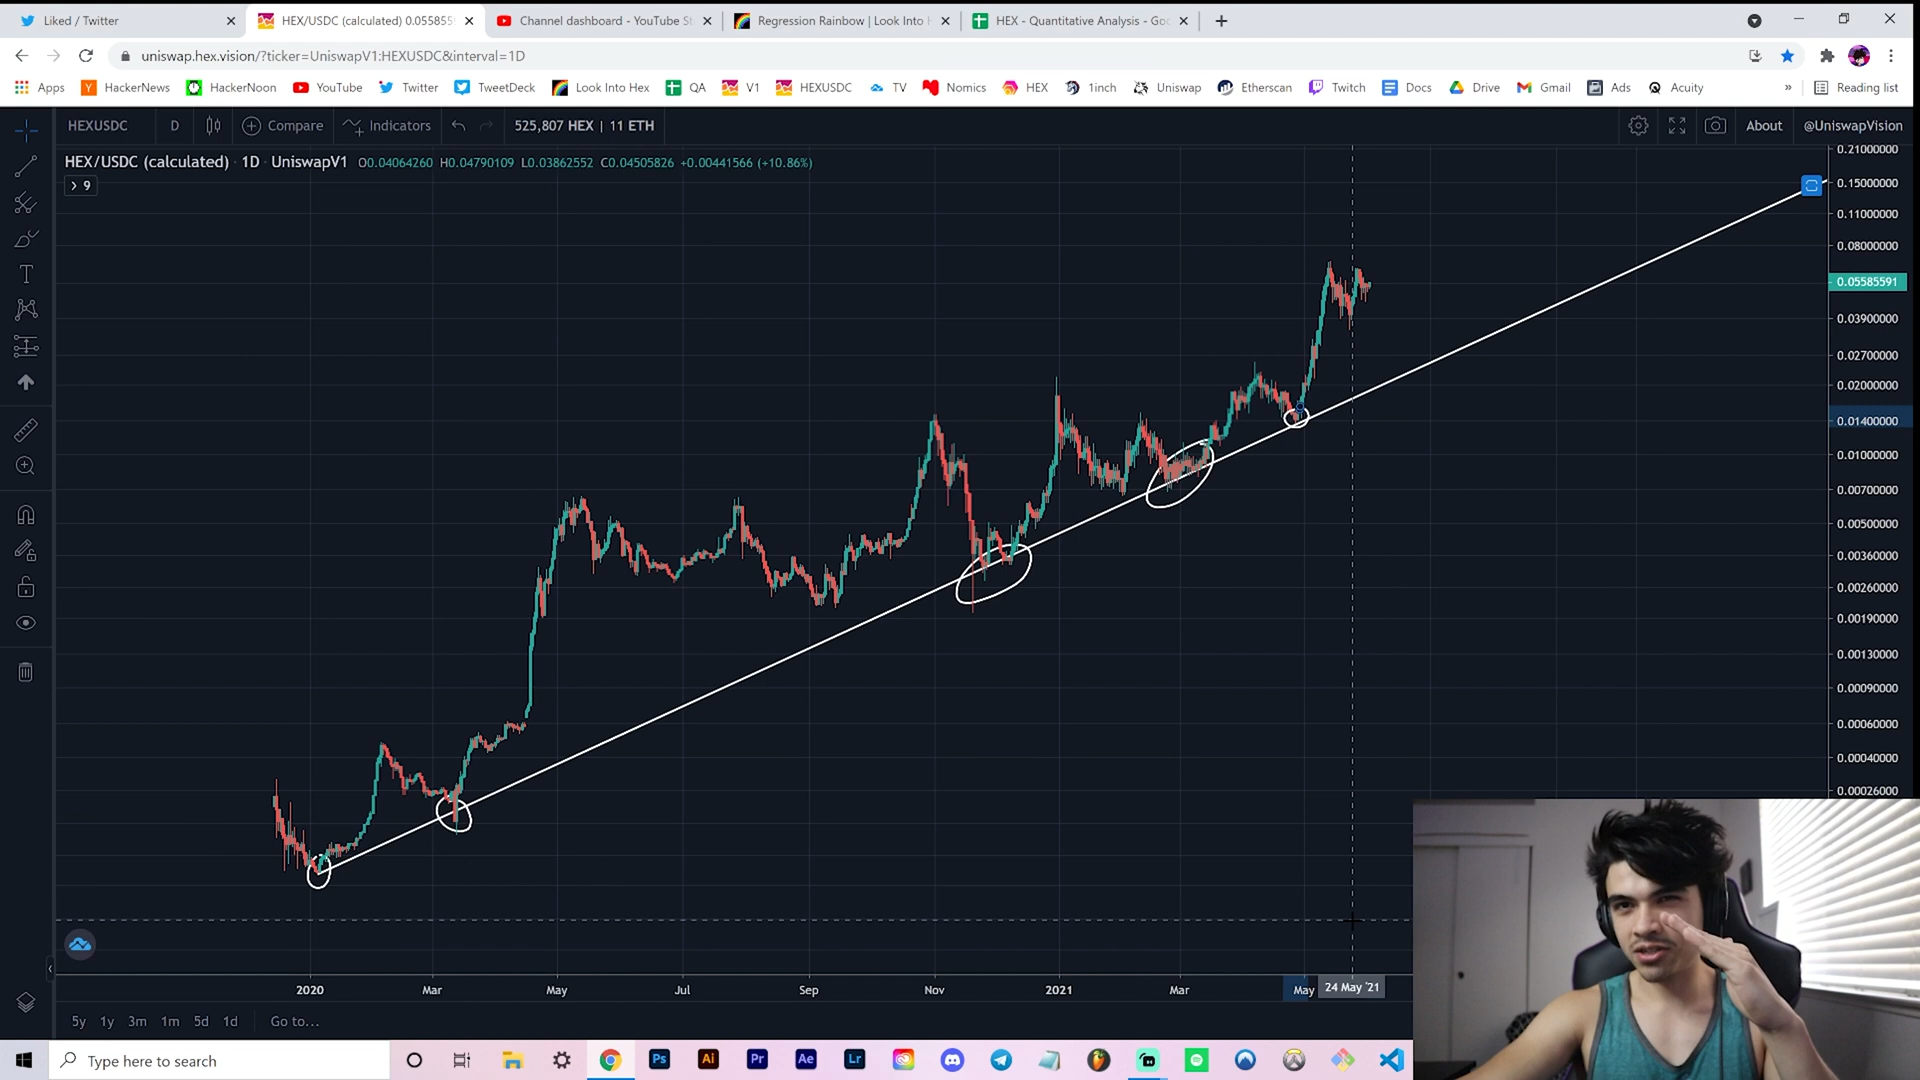 Liked / Twitter
HEX/USDC (calculated) 0.055855
Channel dashboard - YouTube St
Regression Rainbow | Look Into H
HEX - Quantitative Analysis - Goo
uniswap.hex.vision/?ticker=UniswapV1:HEXUSDC&interval=1D
Apps
HackerNews
HackerNoon
YouTube
Twitter
TweetDeck
Look Into Hex
QA
V1
HEXUSDC
TV
Nomics
HEX
1inch
Uniswap
Etherscan
Twitch
Docs
Drive
Gmail
Ads
Acuity
»
Reading list
HEXUSDC
D
Compare
Indicators
525,807 HEX | 11 ETH
About
@UniswapVision
HEX/USDC (calculated) · 1D · UniswapV1 O0.04064260 H0.04790109 L0.03862552 C0.04505826 +0.00441566 (+10.86%)
9
0.21000000
0.15000000
0.11000000
0.08000000
0.05585591
0.03900000
0.02700000
0.02000000
0.01400000
0.01000000
0.00700000
0.00500000
0.00360000
0.00260000
0.00190000
0.00130000
0.00090000
0.00060000
0.00040000
0.00026000
2020
Mar
May
Jul
Sep
Nov
2021
Mar
May
24 May '21
5y 1y 3m 1m 5d 1d Go to...
Type here to search
Ps
Ai
Pr
Ae
Lr